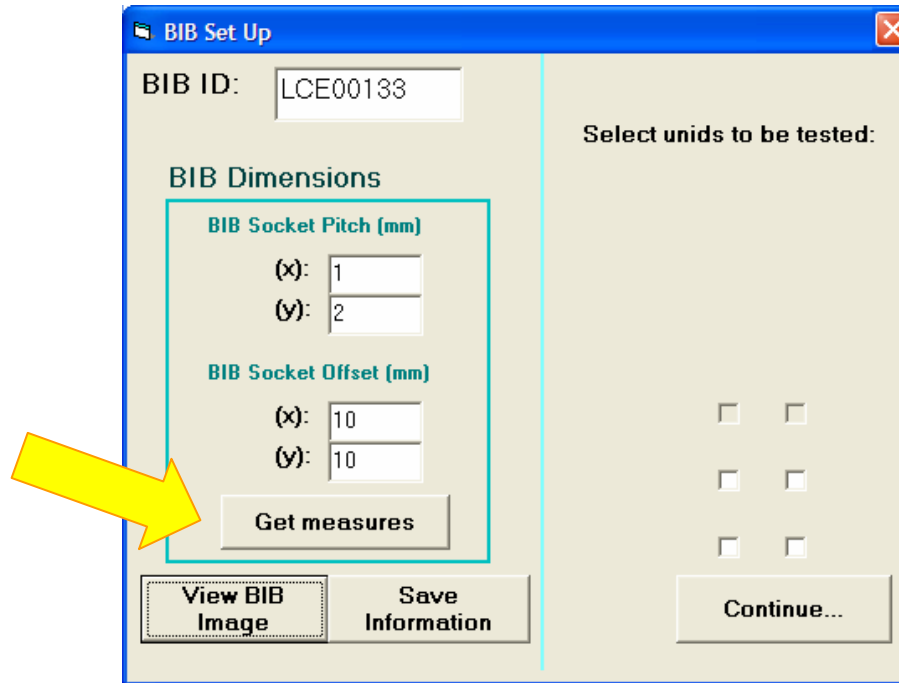 BIB Set Up
BIB ID:
LCE00133
BIB Dimensions
BIB Socket Pitch (mm)
(x): 1
(y): 2
BIB Socket Offset (mm)
(x): 10
(y): 10
Get measures
View BIB
Image
Save
Information
Select unids to be tested:
Continue...